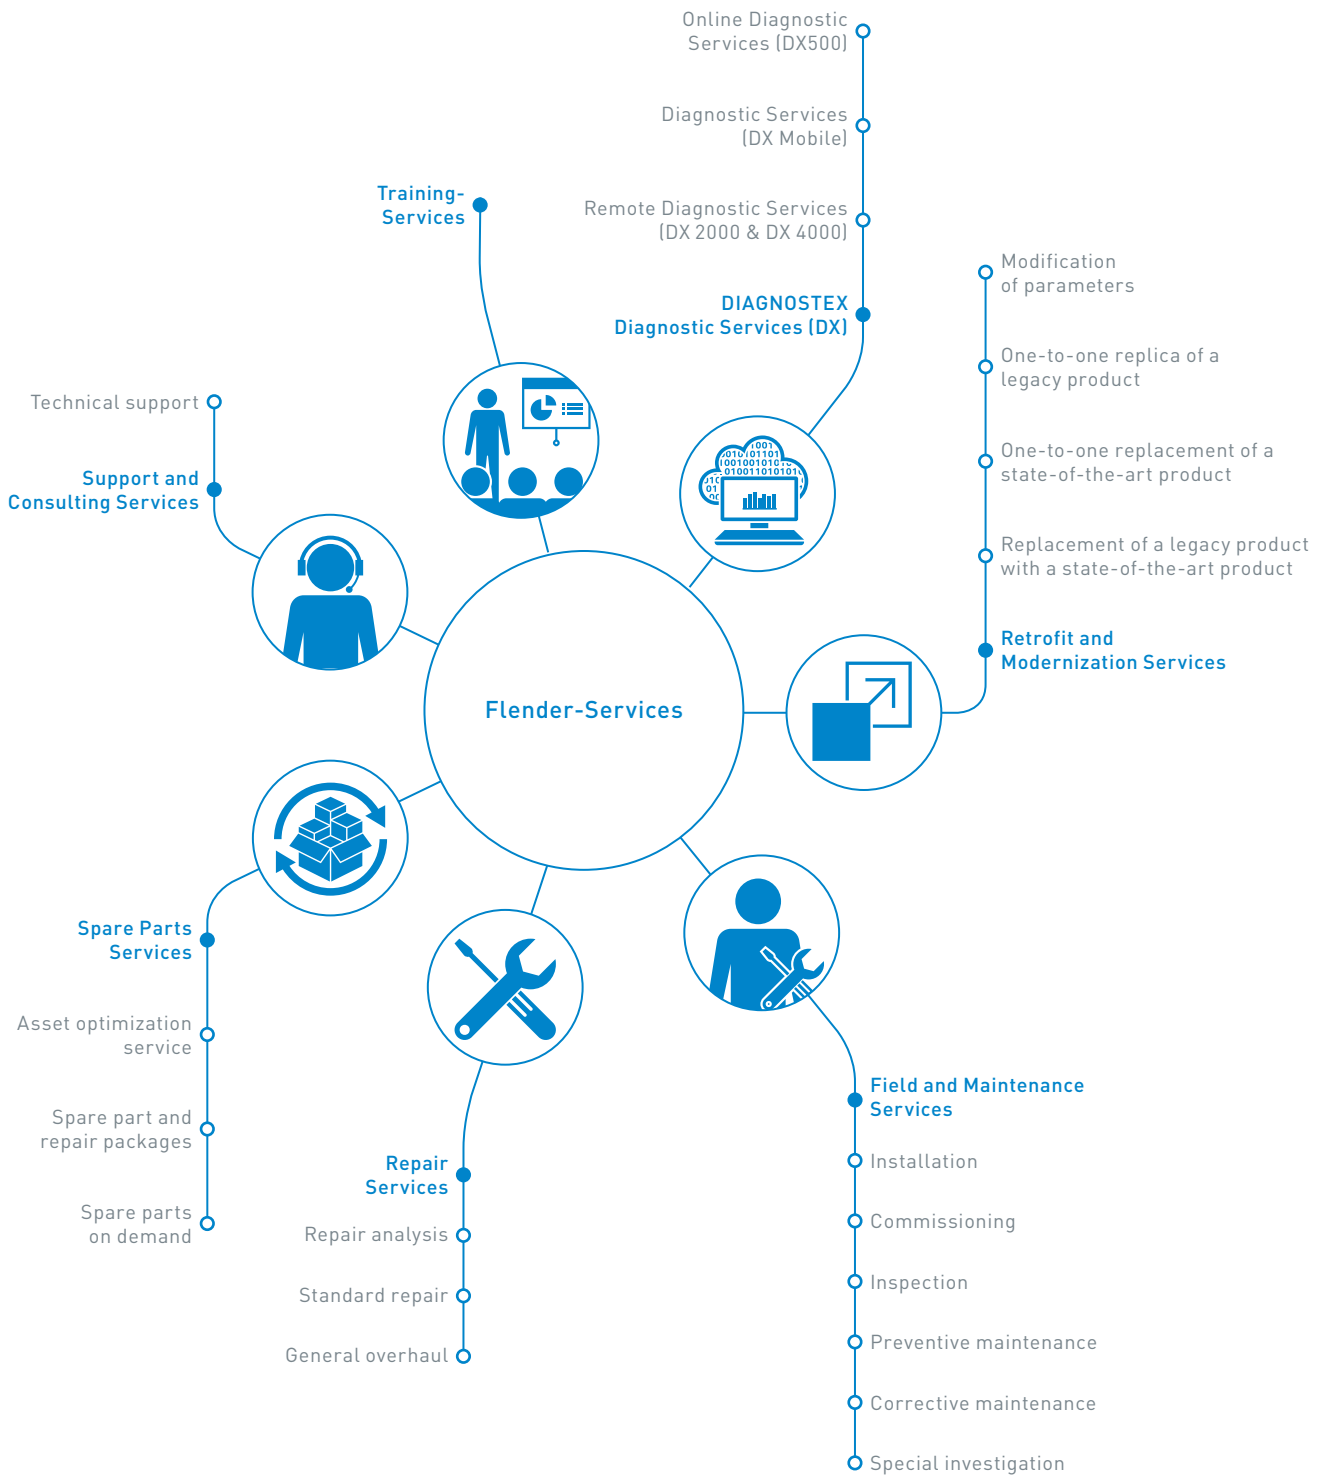 Online Diagnostic
Services (DX500)
Diagnostic Services
(DX Mobile)
Remote Diagnostic Services
(DX 2000 & DX 4000)
DIAGNOSTEX
Diagnostic Services (DX)
Training-
Services
Technical support
Support and
Consulting Services
Modification
of parameters
One-to-one replica of a
legacy product
One-to-one replacement of a
state-of-the-art product
Replacement of a legacy product
with a state-of-the-art product
Retrofit and
Modernization Services
Flender-Services
Spare Parts
Services
Asset optimization
service
Spare part and
repair packages
Spare parts
on demand
Repair
Services
Repair analysis
Standard repair
General overhaul
Field and Maintenance
Services
Installation
Commissioning
Inspection
Preventive maintenance
Corrective maintenance
Special investigation